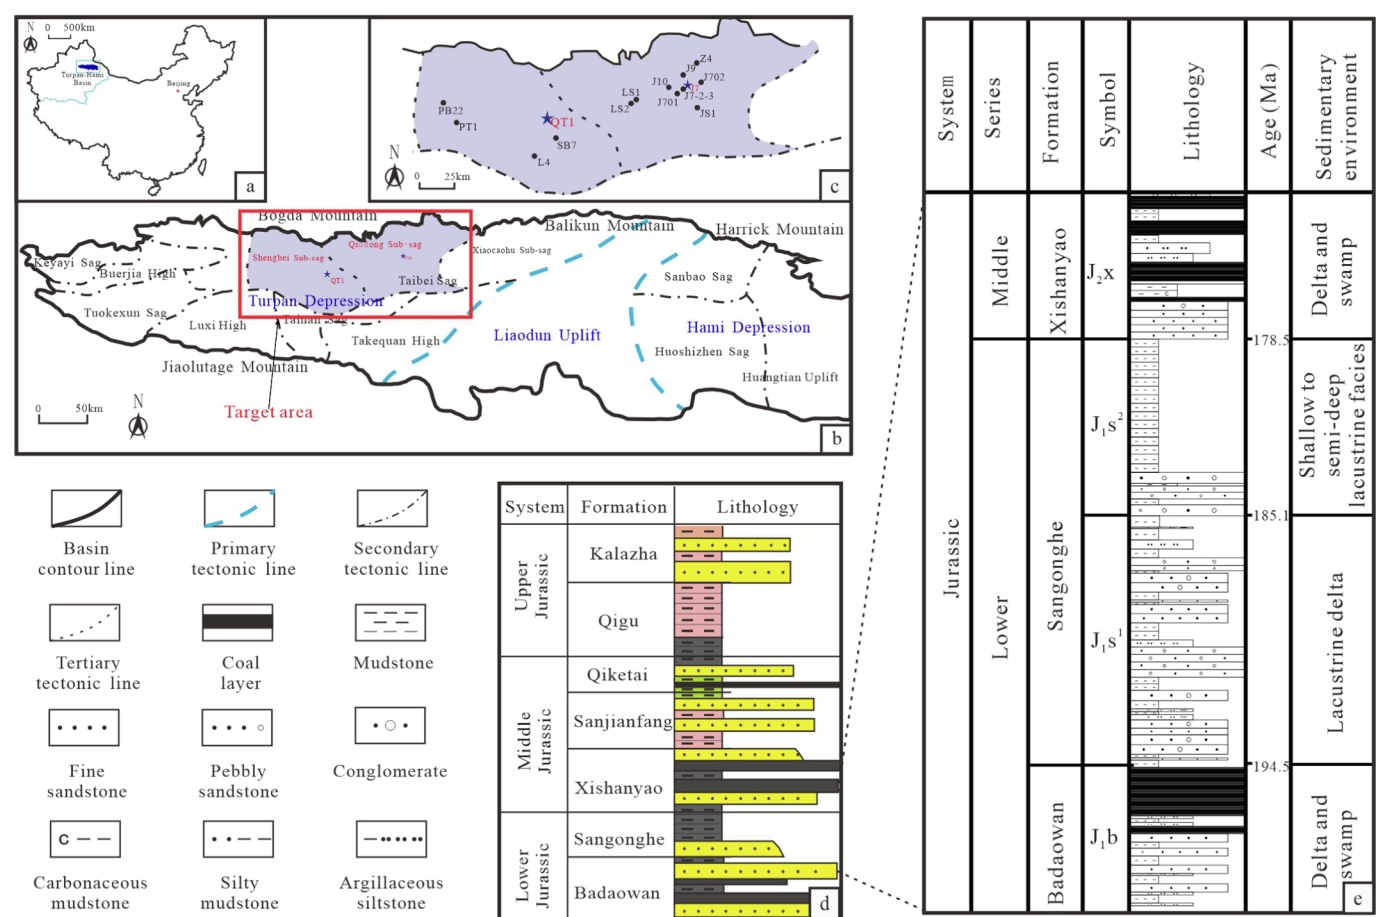 N
0 500km
Turpan-Hami
Basin
Beijing
a
Z4
J9
J702
J10
J7
J701
J7-2-3
LS1
LS2
JS1
PB22
PT1
QT1
SB7
L4
N
0 25km
c
Bogda Mountain
Balikun Mountain
Harrick Mountain
Qiudong Sub-sag
Xiaocaohu Sub-sag
Keyayi Sag
Buerjia High
Shengbei Sub-sag
QT1
Taibei Sag
Sanbao Sag
Turpan Depression
Tuokexun Sag
Luxi High
Tainan Sag
Takequan High
Liaodun Uplift
Hami Depression
Huoshizhen Sag
Jiaolutage Mountain
Huangtian Uplift
Target area
0 50km
N
b
Basin
contour line
Primary
tectonic line
Secondary
tectonic line
Tertiary
tectonic line
Coal
layer
Mudstone
Fine
sandstone
Pebbly
sandstone
Conglomerate
C
Carbonaceous
mudstone
Silty
mudstone
Argillaceous
siltstone
System Formation Lithology
Upper
Jurassic
Kalazha
Qigu
Middle
Jurassic
Qiketai
Sanjianfang
Xishanyao
Lower
Jurassic
Sangonghe
Badaowan
d
System
Series
Formation
Symbol
Lithology
Age (Ma)
Sedimentary
environment
Jurassic
Middle
Xishanyao
J₂x
Delta and
swamp
178.5
Lower
Sangonghe
J₁s²
Shallow to
semi-deep
lacustrine facies
185.1
J₁s¹
Lacustrine delta
194.5
Badaowan
J₁b
Delta and
swamp
e